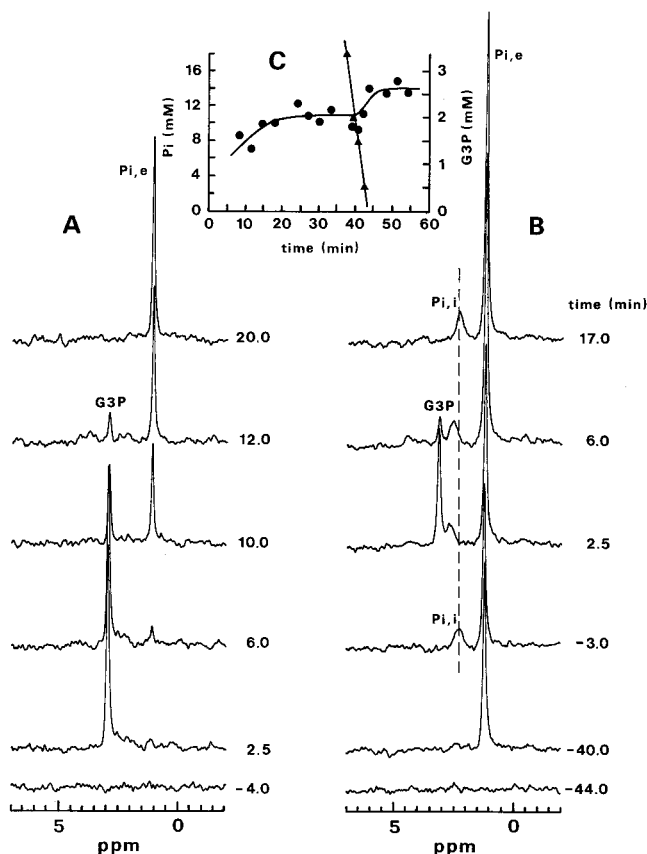 Pi,e
C
16
12
8
4
0
Pi (mM)
3
2
1
0
G3P (mM)
0 10 20 30 40 50 60
time (min)
Pi,e
A
B
Pi,i
time (min)
20.0
17.0
G3P
12.0
G3P
6.0
10.0
2.5
6.0
Pi,i
-3.0
2.5
-40.0
-4.0
-44.0
5 0
ppm
5 0
ppm